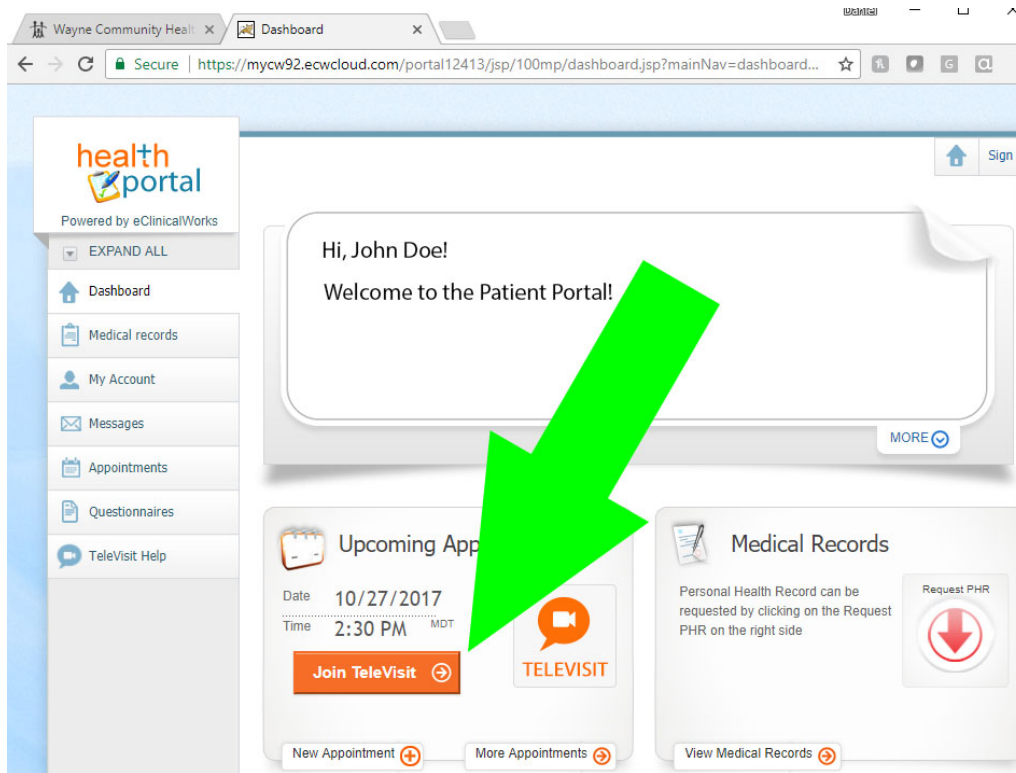 Daniel
Wayne Community Healt
Dashboard
Secure
https://mycw92.ecwcloud.com/portal12413/jsp/100mp/dashboard.jsp?mainNav=dashboard...
G
health
portal
Powered by eClinicalWorks
Sign
EXPAND ALL
Dashboard
Medical records
My Account
Messages
Appointments
Questionnaires
TeleVisit Help
Hi, John Doe!
Welcome to the Patient Portal!
MORE
Upcoming App
Date 10/27/2017
Time 2:30 PM MDT
Join TeleVisit
TELEVISIT
New Appointment
More Appointments
Medical Records
Personal Health Record can be
requested by clicking on the Request
PHR on the right side
Request PHR
View Medical Records